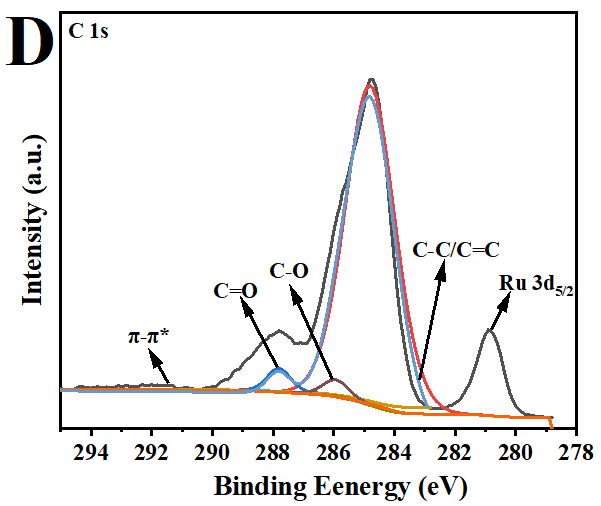 D
C 1s
Intensity (a.u.)
C=O
C-O
C-C/C=C
Ru 3d5/2
π-π*
294 292 290 288 286 284 282 280 278
Binding Eenergy (eV)